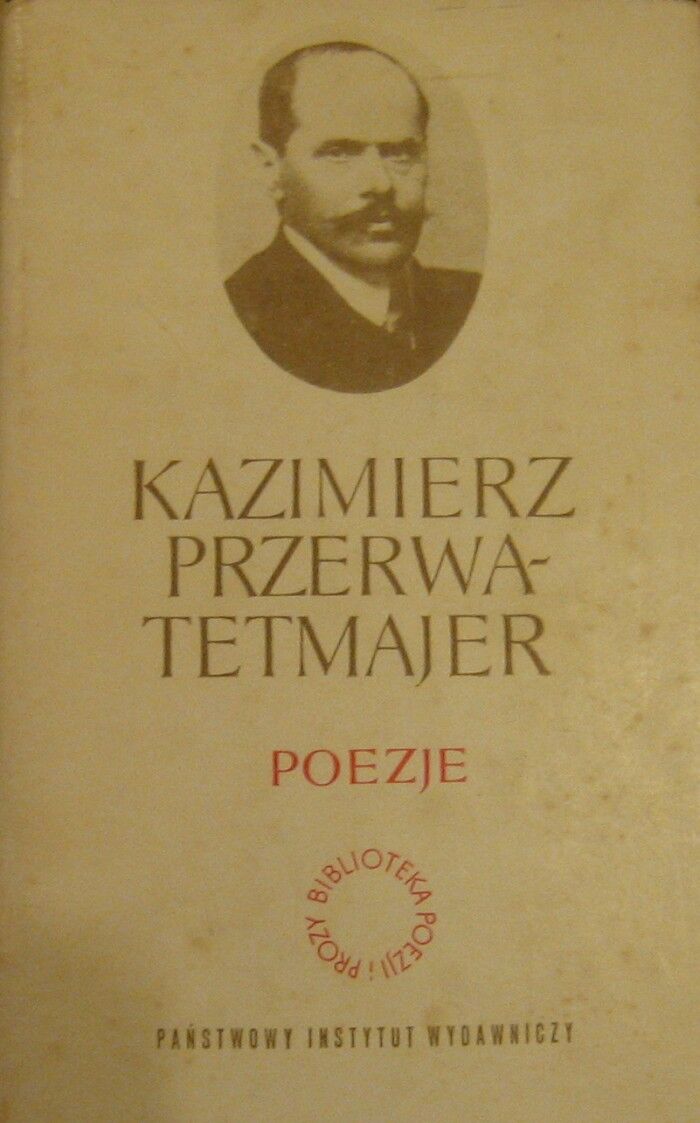 KAZIMIERZ
PRZERWA-
TETMAJER
POEZJE
BIBLIOTEKA POEZJI i PROZY
PAŃSTWOWY INSTYTUT WYDAWNICZY